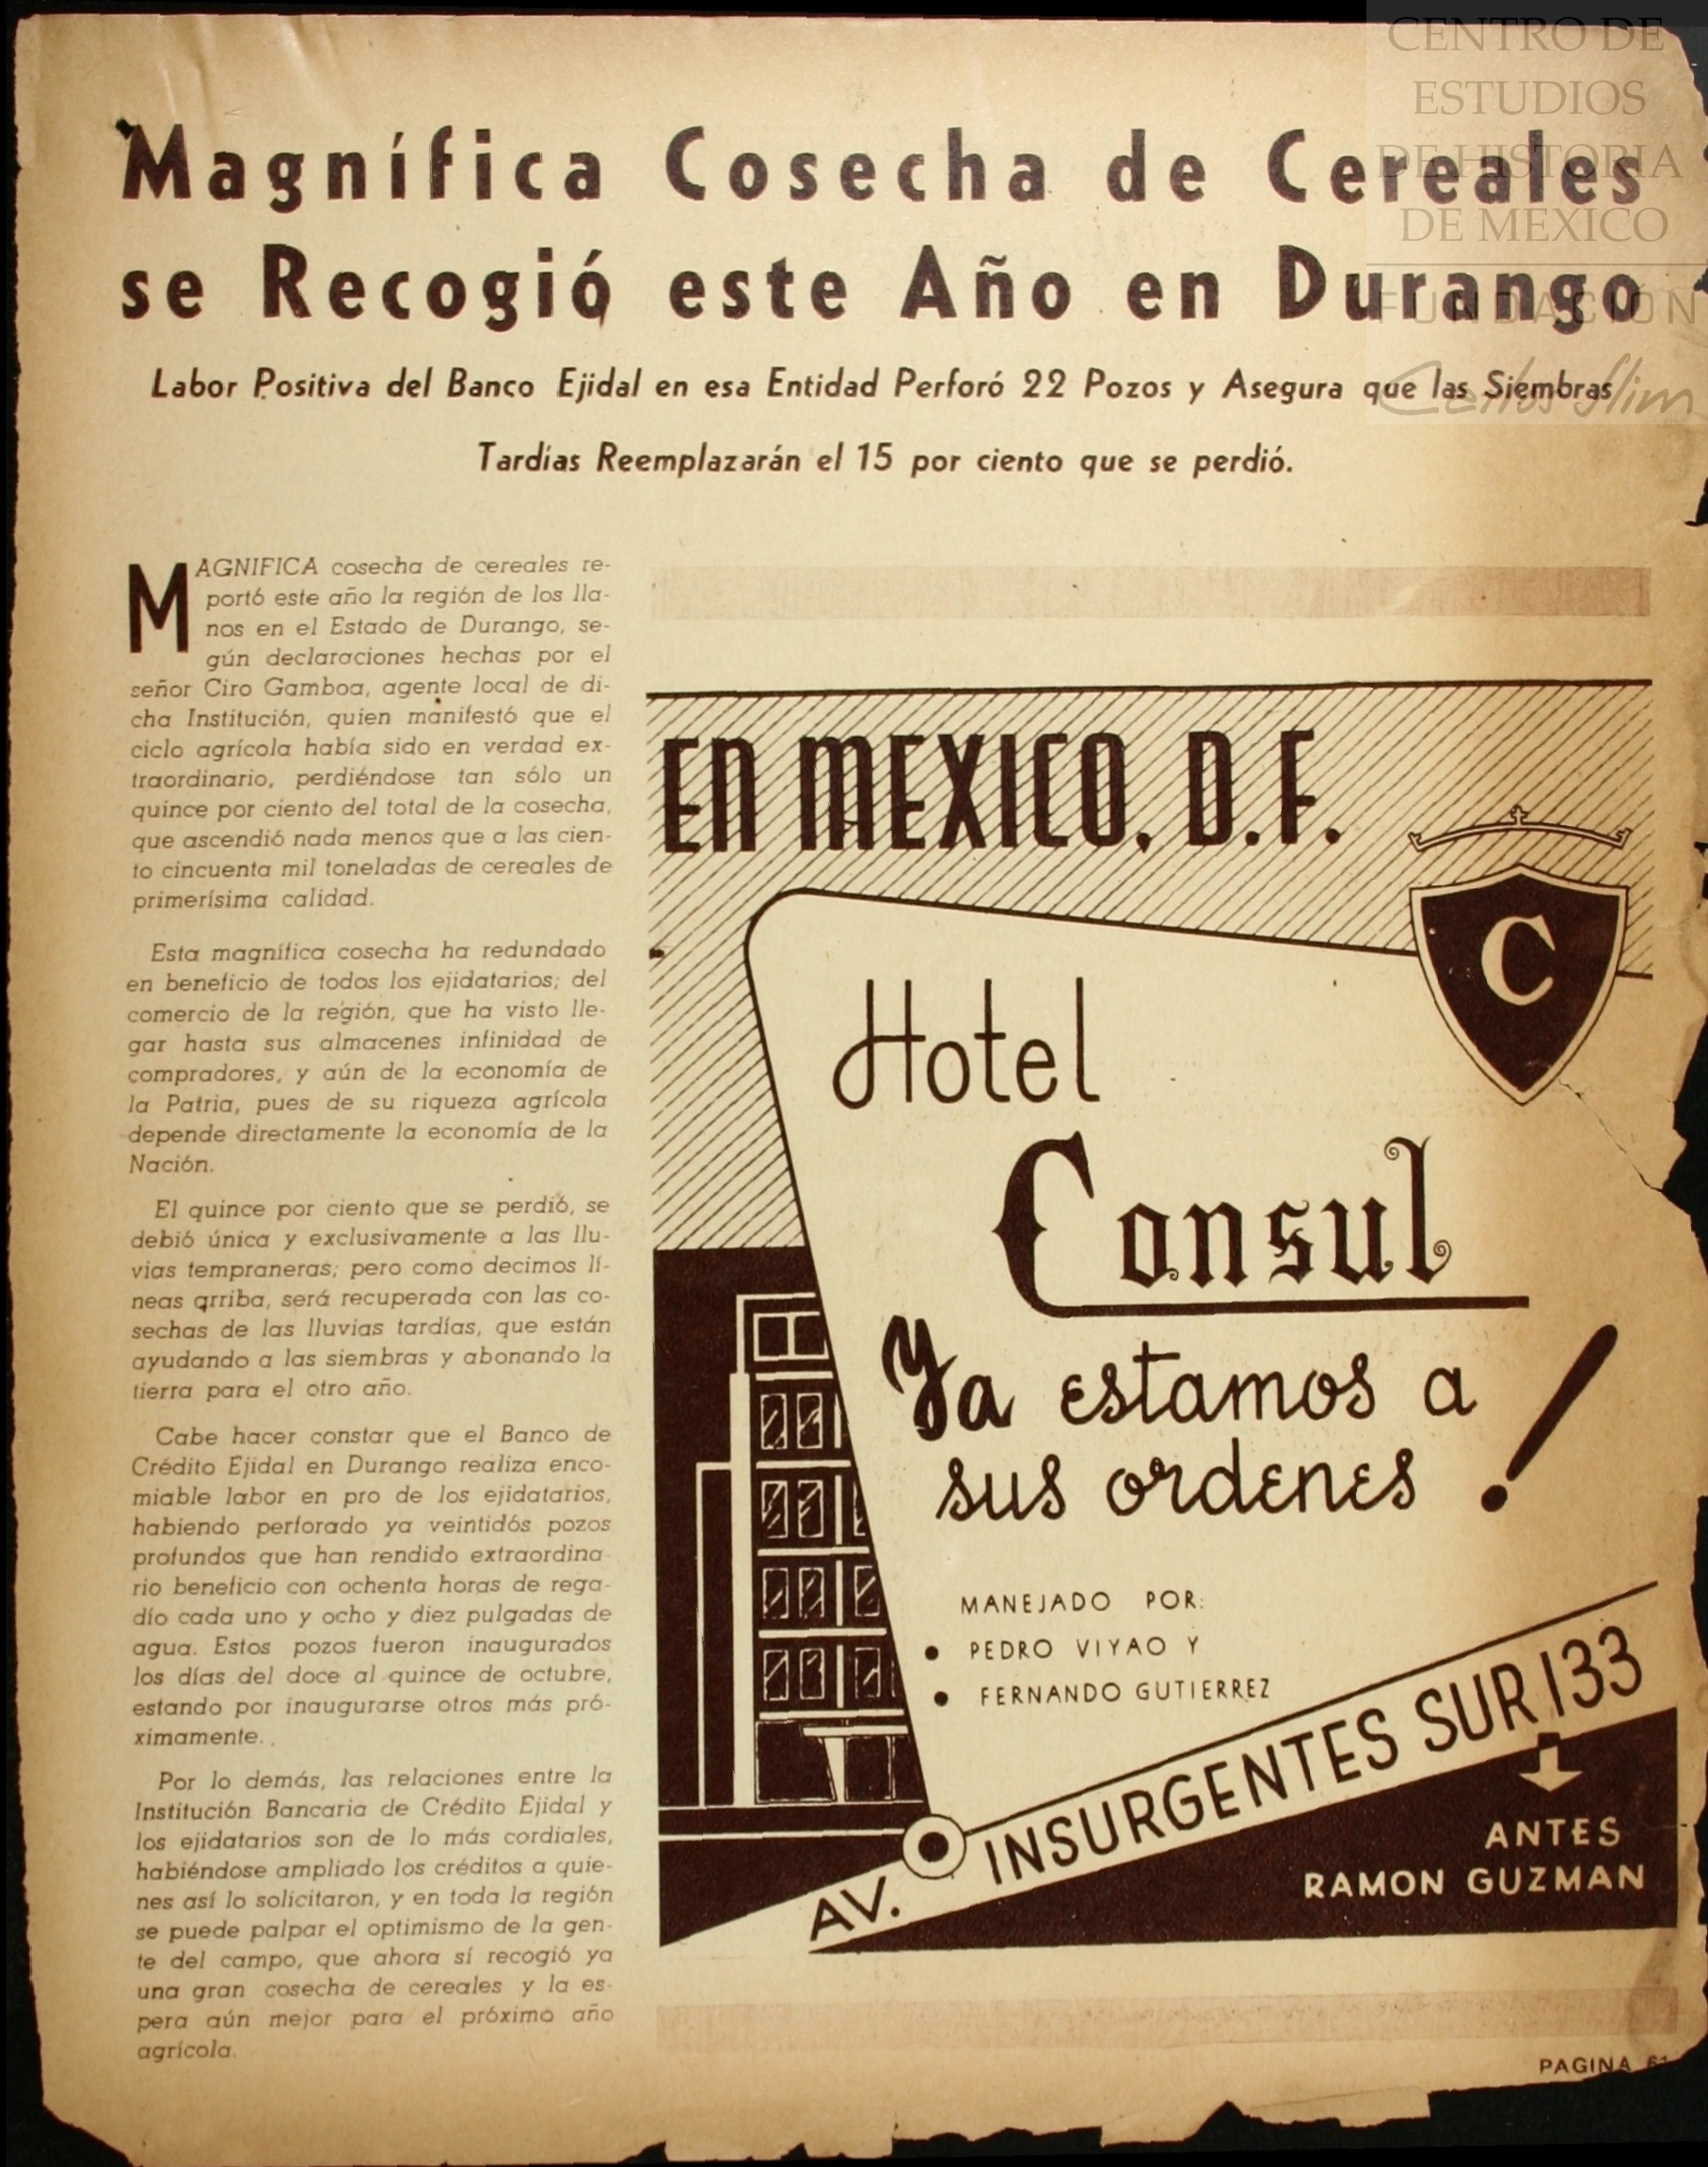 CENTRO DE
ESTUDIOS
DE HISTORIA
DE MEXICO
FUNDACIÓN
Carlos Slim
Magnífica Cosecha de Cereales
se Recogió este Año en Durango
Labor Positiva del Banco Ejidal en esa Entidad Perforó 22 Pozos y Asegura que las Siembras
Tardías Reemplazarán el 15 por ciento que se perdió.
MAGNIFICA cosecha de cereales re-
portó este año la región de los lla-
nos en el Estado de Durango, se-
gún declaraciones hechas por el
señor Ciro Gamboa, agente local de di-
cha Institución, quien manifestó que el
ciclo agrícola había sido en verdad ex-
traordinario, perdiéndose tan sólo un
quince por ciento del total de la cosecha,
que ascendió nada menos que a las cien-
to cincuenta mil toneladas de cereales de
primerísima calidad.
Esta magnífica cosecha ha redundado
en beneficio de todos los ejidatarios; del
comercio de la región, que ha visto lle-
gar hasta sus almacenes infinidad de
compradores, y aún de la economía de
la Patria, pues de su riqueza agrícola
depende directamente la economía de la
Nación.
El quince por ciento que se perdió, se
debió única y exclusivamente a las llu-
vias tempraneras; pero como decimos lí-
neas arriba, será recuperada con las co-
sechas de las lluvias tardías, que están
ayudando a las siembras y abonando la
tierra para el otro año.
Cabe hacer constar que el Banco de
Crédito Ejidal en Durango realiza enco-
miable labor en pro de los ejidatarios,
habiendo perforado ya veintidós pozos
profundos que han rendido extraordina-
rio beneficio con ochenta horas de rega-
dío cada uno y ocho y diez pulgadas de
agua. Estos pozos fueron inaugurados
los días del doce al quince de octubre,
estando por inaugurarse otros más pró-
ximamente..
Por lo demás, las relaciones entre la
Institución Bancaria de Crédito Ejidal y
los ejidatarios son de lo más cordiales,
habiéndose ampliado los créditos a quie-
nes así lo solicitaron, y en toda la región
se puede palpar el optimismo de la gen-
te del campo, que ahora sí recogió ya
una gran cosecha de cereales y la es-
pera aún mejor para el próximo año
agrícola.
EN MEXICO, D.F.
C
Hotel
Consul
Ya estamos a
sus ordenes!
MANEJADO POR:
• PEDRO VIYAO Y
• FERNANDO GUTIERREZ
AV. INSURGENTES SUR 133
ANTES
RAMON GUZMAN
PAGINA 61